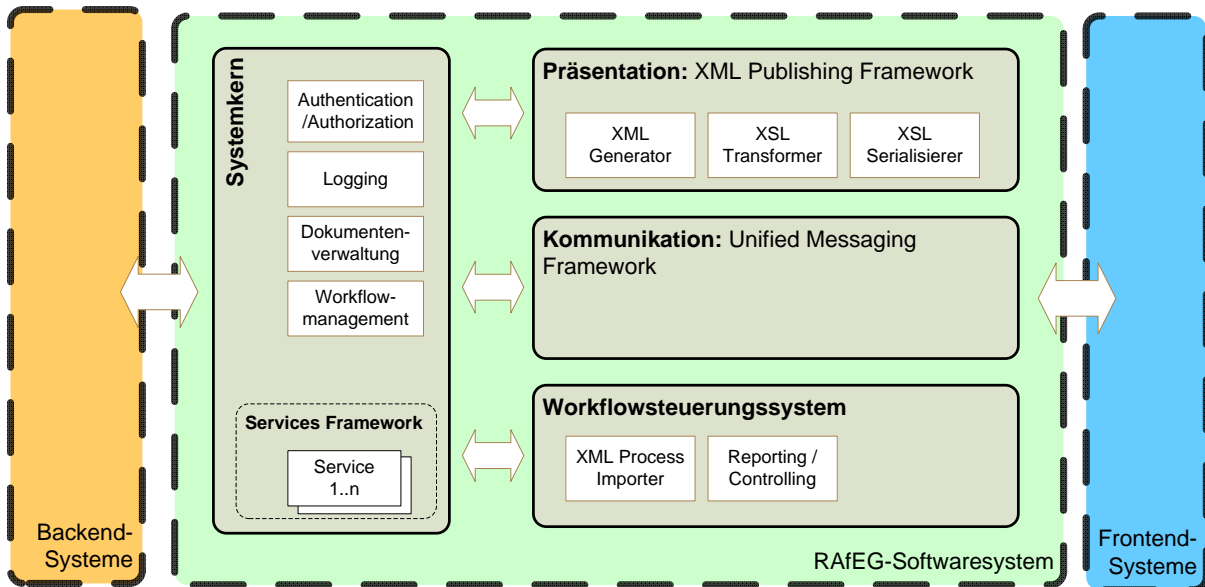 Systemkern
Authentication
/Authorization
Logging
Dokumenten-
verwaltung
Workflow-
management
Services Framework
Service
1..n
Präsentation: XML Publishing Framework
XML
Generator
XSL
Transformer
XSL
Serialisierer
Kommunikation: Unified Messaging
Framework
Workflowsteuerungssystem
XML Process
Importer
Reporting /
Controlling
Backend-
Systeme
RAfEG-Softwaresystem
Frontend-
Systeme